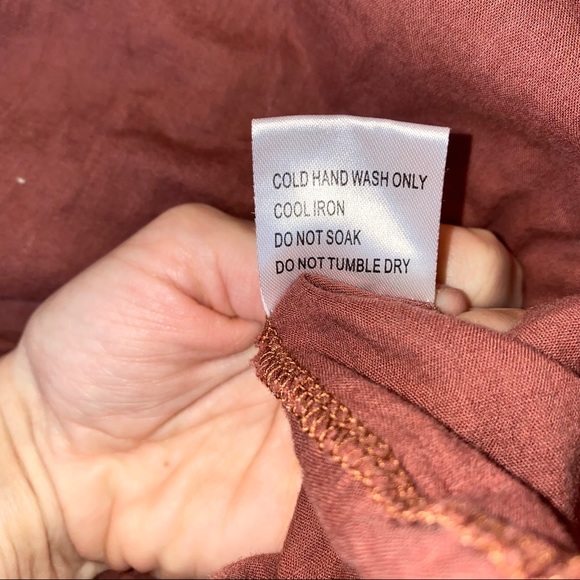 COLD HAND WASH ONLY
COOL IRON
DO NOT SOAK
DO NOT TUMBLE DRY